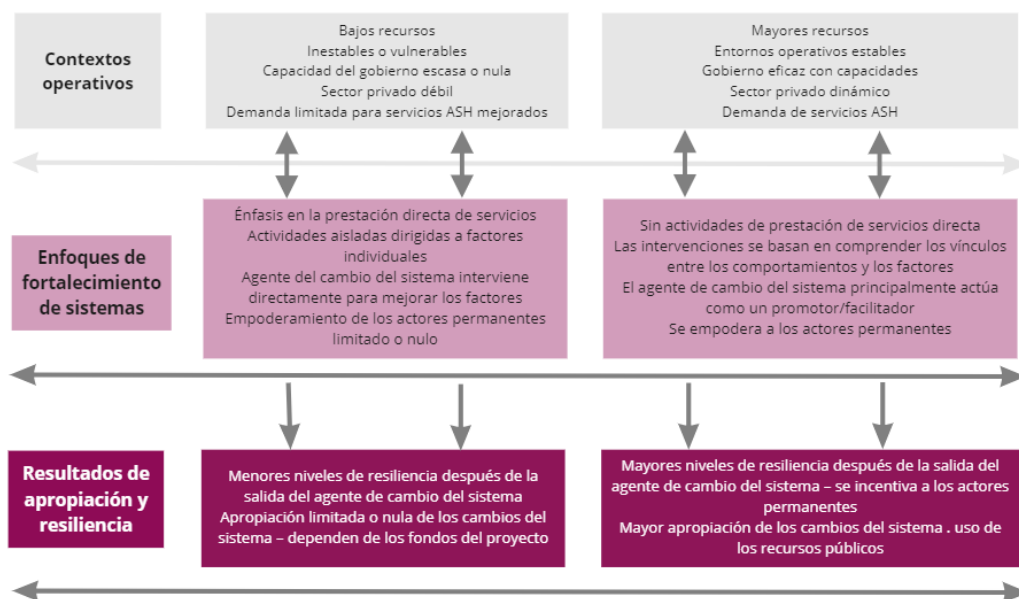 Contextos
operativos
Bajos recursos
Inestables o vulnerables
Capacidad del gobierno escasa o nula
Sector privado débil
Demanda limitada para servicios ASH mejorados
Mayores recursos
Entornos operativos estables
Gobierno eficaz con capacidades
Sector privado dinámico
Demanda de servicios ASH
Enfoques de
fortalecimiento
de sistemas
Énfasis en la prestación directa de servicios
Actividades aisladas dirigidas a factores
individuales
Agente del cambio del sistema interviene
directamente para mejorar los factores
Empoderamiento de los actores permanentes
limitado o nulo
Sin actividades de prestación de servicios directa
Las intervenciones se basan en comprender los vínculos
entre los comportamientos y los factores
El agente de cambio del sistema principalmente actúa
como un promotor/facilitador
Se empodera a los actores permanentes
Resultados de
apropiación y
resiliencia
Menores niveles de resiliencia después de la
salida del agente de cambio del sistema
Apropiación limitada o nula de los cambios del
sistema – dependen de los fondos del proyecto
Mayores niveles de resiliencia después de la salida del
agente de cambio del sistema – se incentiva a los actores
permanentes
Mayor apropiación de los cambios del sistema . uso de
los recursos públicos